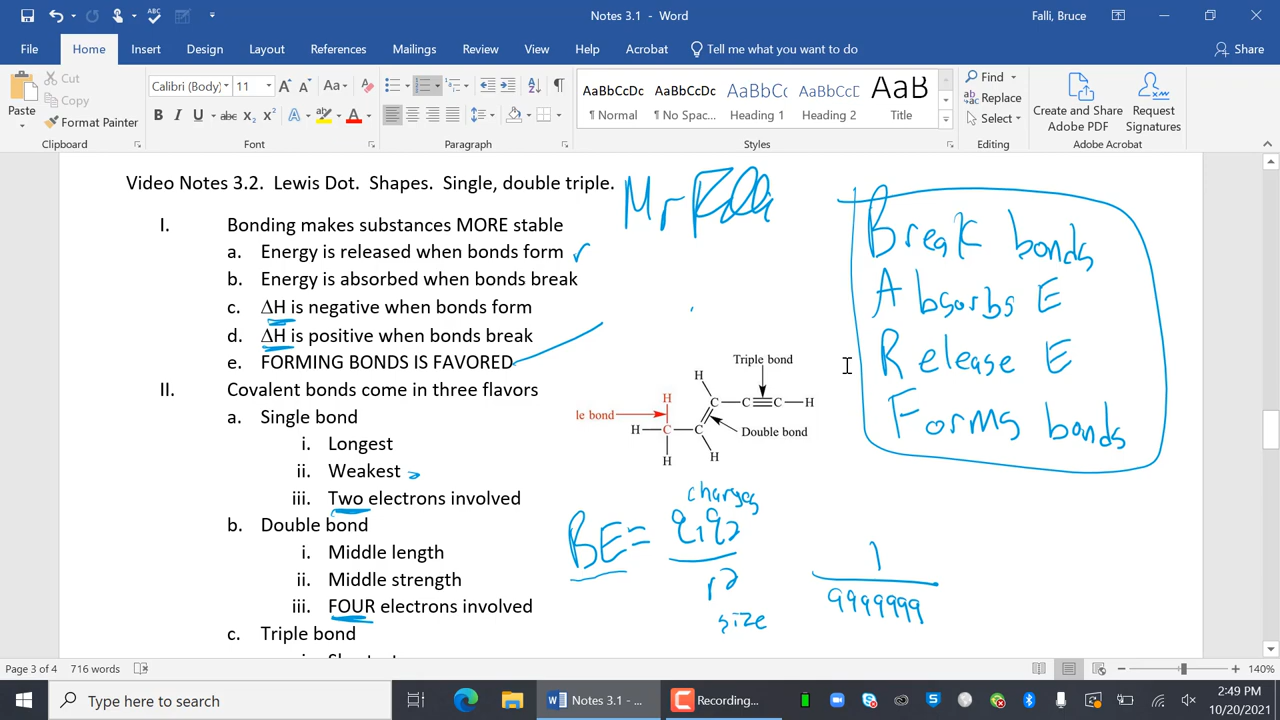 Notes 3.1 - Word
Falli, Bruce
File Home Insert Design Layout References Mailings Review View Help Acrobat Tell me what you want to do Share
Paste
Cut
Copy
Format Painter
Calibri (Body) 11
AaBbCcDc AaBbCcDc AaBbCc AaBbCcD AaB
¶ Normal ¶ No Spac... Heading 1 Heading 2 Title
Find
Replace
Select
Create and Share Adobe PDF
Request Signatures
Clipboard Font Paragraph Styles Editing Adobe Acrobat
Video Notes 3.2. Lewis Dot. Shapes. Single, double triple.
Mr Falli
I. Bonding makes substances MORE stable
a. Energy is released when bonds form
b. Energy is absorbed when bonds break
c. ΔH is negative when bonds form
d. ΔH is positive when bonds break
e. FORMING BONDS IS FAVORED
II. Covalent bonds come in three flavors
a. Single bond
i. Longest
ii. Weakest
iii. Two electrons involved
b. Double bond
i. Middle length
ii. Middle strength
iii. FOUR electrons involved
c. Triple bond
Break bonds
Absorbs E
Release E
Forms bonds
Triple bond
H
H C C≡C H
le bond
H C C
Double bond
H H
charges
BE = q1q2
r2
size
1
9999999
Page 3 of 4 716 words
140%
Type here to search
Notes 3.1 - ...
Recording...
2:49 PM
10/20/2021